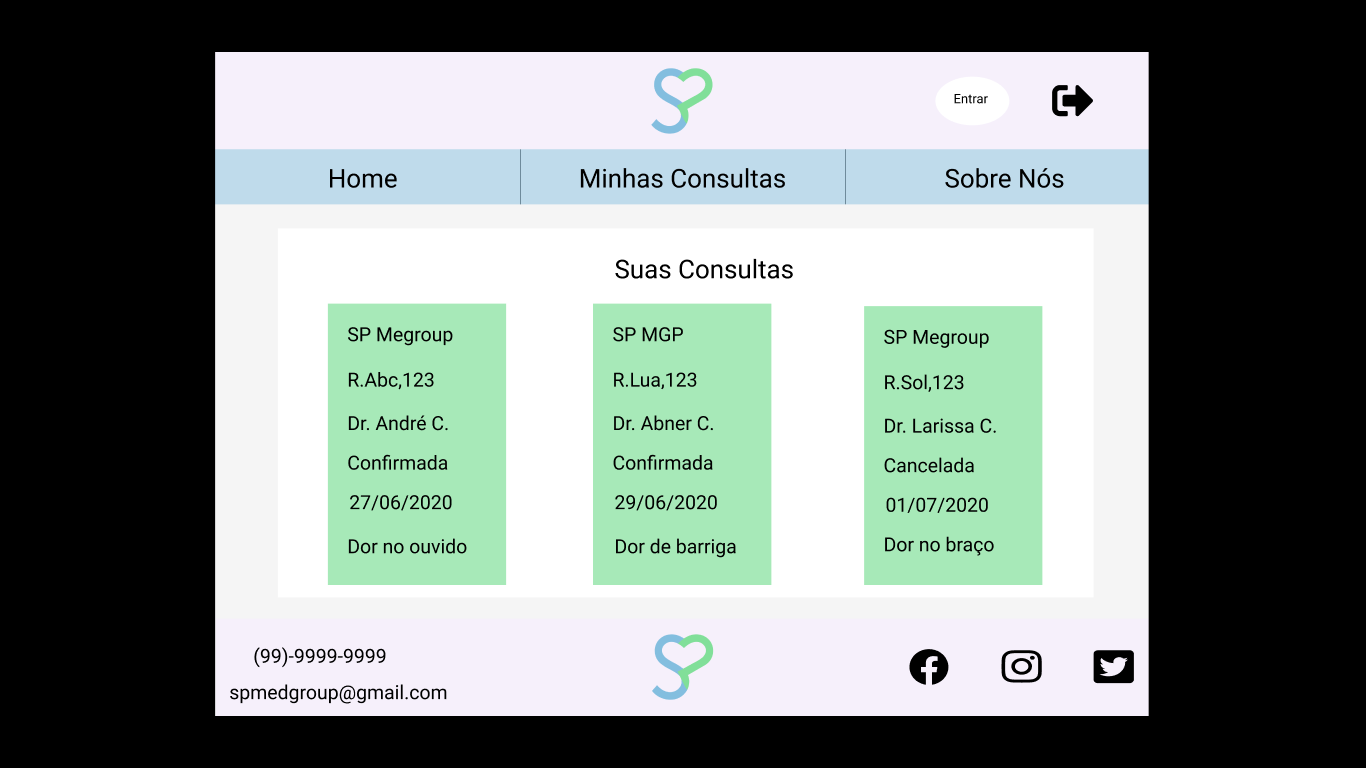 SP
Entrar
Home
Minhas Consultas
Sobre Nós
Suas Consultas
SP Megroup
R.Abc,123
Dr. André C.
Confirmada
27/06/2020
Dor no ouvido
SP MGP
R.Lua,123
Dr. Abner C.
Confirmada
29/06/2020
Dor de barriga
SP Megroup
R.Sol,123
Dr. Larissa C.
Cancelada
01/07/2020
Dor no braço
(99)-9999-9999
spmedgroup@gmail.com
SP